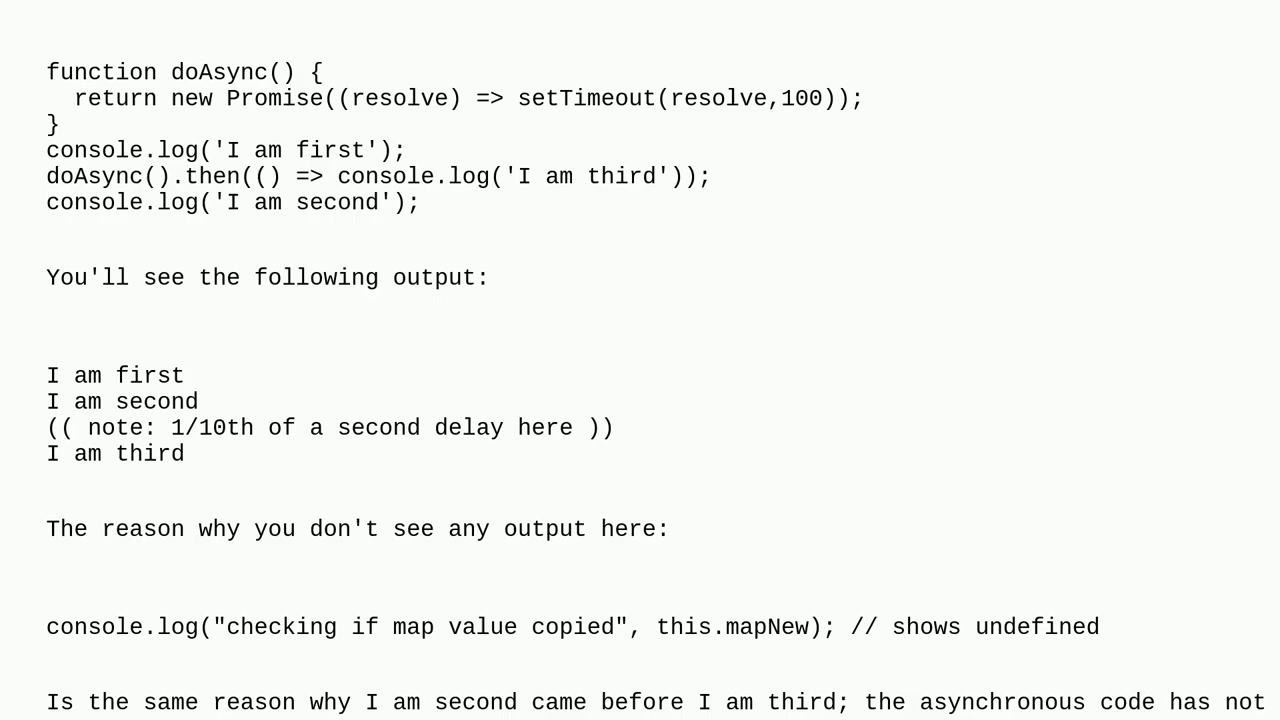 function doAsync() {
  return new Promise((resolve) => setTimeout(resolve,100));
}
console.log('I am first');
doAsync().then(() => console.log('I am third'));
console.log('I am second');
You'll see the following output:
I am first
I am second
(( note: 1/10th of a second delay here ))
I am third
The reason why you don't see any output here:
console.log("checking if map value copied", this.mapNew); // shows undefined
Is the same reason why I am second came before I am third; the asynchronous code has not